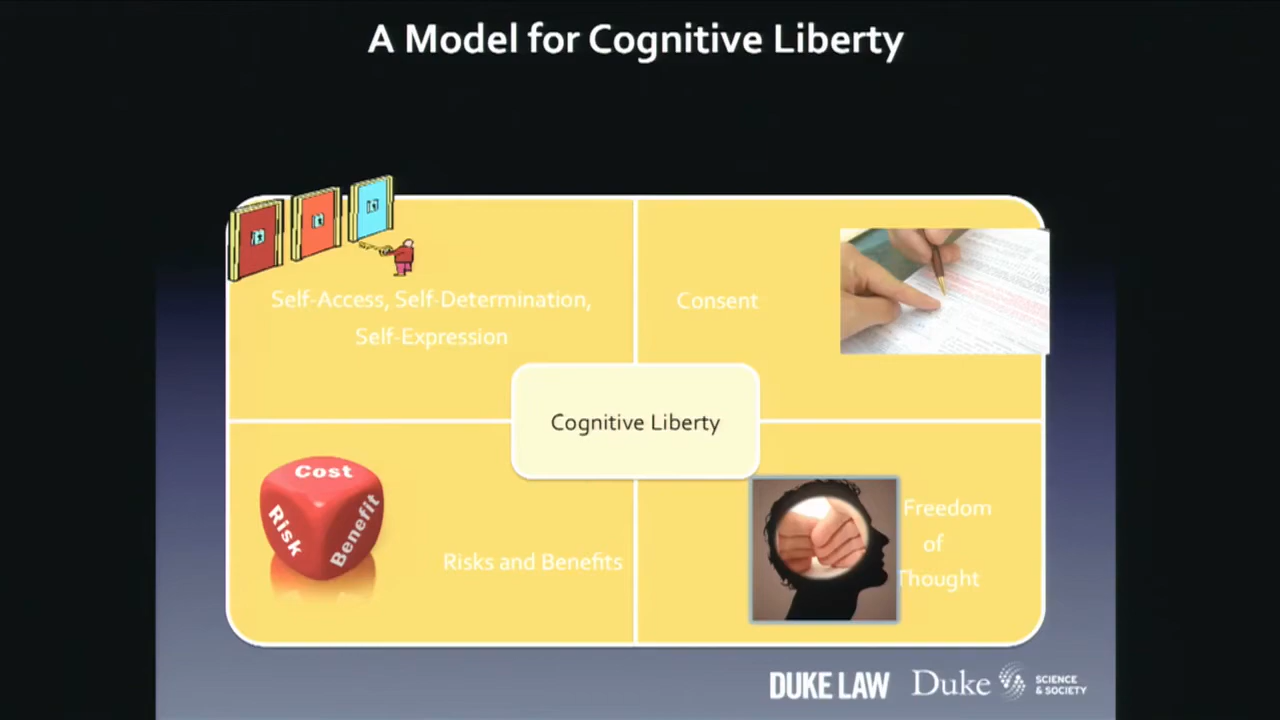 A Model for Cognitive Liberty
Self-Access, Self-Determination,
Self-Expression
Consent
Cognitive Liberty
Cost
Risk
Benefit
Risks and Benefits
Freedom
of
Thought
DUKE LAW
Duke
SCIENCE
& SOCIETY